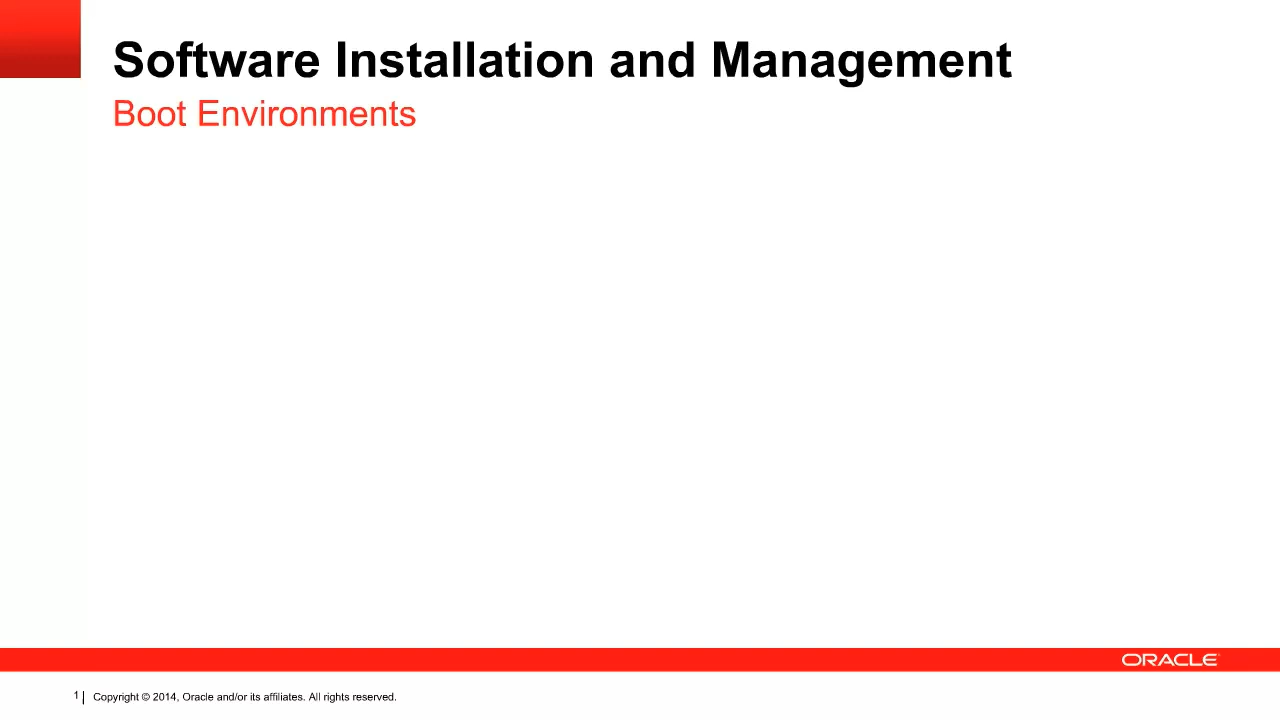 Software Installation and Management
Boot Environments
ORACLE
1 | Copyright © 2014, Oracle and/or its affiliates. All rights reserved.